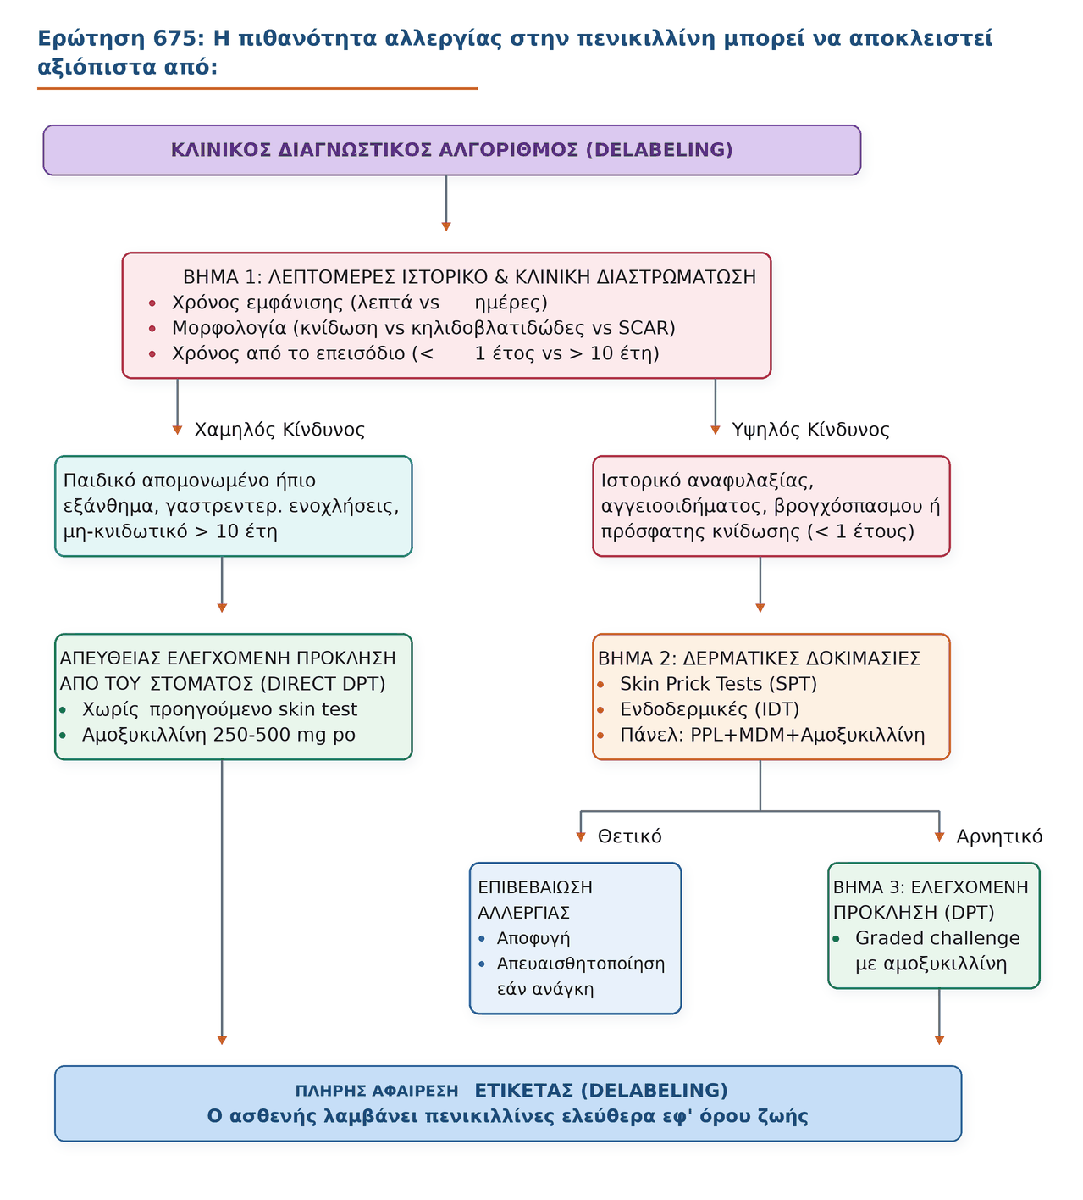 Ερώτηση 675: Η πιθανότητα αλλεργίας στην πενικιλλίνη μπορεί να αποκλειστεί
αξιόπιστα από:
ΚΛΙΝΙΚΟΣ ΔΙΑΓΝΩΣΤΙΚΟΣ ΑΛΓΟΡΙΘΜΟΣ (DELABELING)
ΒΗΜΑ 1: ΛΕΠΤΟΜΕΡΕΣ ΙΣΤΟΡΙΚΟ & ΚΛΙΝΙΚΗ ΔΙΑΣΤΡΩΜΑΤΩΣΗ
• Χρόνος εμφάνισης (λεπτά vs ημέρες)
• Μορφολογία (κνίδωση vs κηλιδοβλατιδώδες vs SCAR)
• Χρόνος από το επεισόδιο (< 1 έτος vs > 10 έτη)
Χαμηλός Κίνδυνος
Υψηλός Κίνδυνος
Παιδικό απομονωμένο ήπιο
εξάνθημα, γαστρεντερ. ενοχλήσεις,
μη-κνιδωτικό > 10 έτη
Ιστορικό αναφυλαξίας,
αγγειοοιδήματος, βρογχόσπασμου ή
πρόσφατης κνίδωσης (< 1 έτους)
ΑΠΕΥΘΕΙΑΣ ΕΛΕΓΧΟΜΕΝΗ ΠΡΟΚΛΗΣΗ
ΑΠΟ ΤΟΥ ΣΤΟΜΑΤΟΣ (DIRECT DPT)
• Χωρίς προηγούμενο skin test
• Αμοξυκιλλίνη 250-500 mg po
ΒΗΜΑ 2: ΔΕΡΜΑΤΙΚΕΣ ΔΟΚΙΜΑΣΙΕΣ
• Skin Prick Tests (SPT)
• Ενδοδερμικές (IDT)
• Πάνελ: PPL+MDM+Αμοξυκιλλίνη
Θετικό
Αρνητικό
ΕΠΙΒΕΒΑΙΩΣΗ
ΑΛΛΕΡΓΙΑΣ
• Αποφυγή
• Απευαισθητοποίηση
εάν ανάγκη
ΒΗΜΑ 3: ΕΛΕΓΧΟΜΕΝΗ
ΠΡΟΚΛΗΣΗ (DPT)
• Graded challenge
με αμοξυκιλλίνη
ΠΛΗΡΗΣ ΑΦΑΙΡΕΣΗ ΕΤΙΚΕΤΑΣ (DELABELING)
Ο ασθενής λαμβάνει πενικιλλίνες ελεύθερα εφ' όρου ζωής